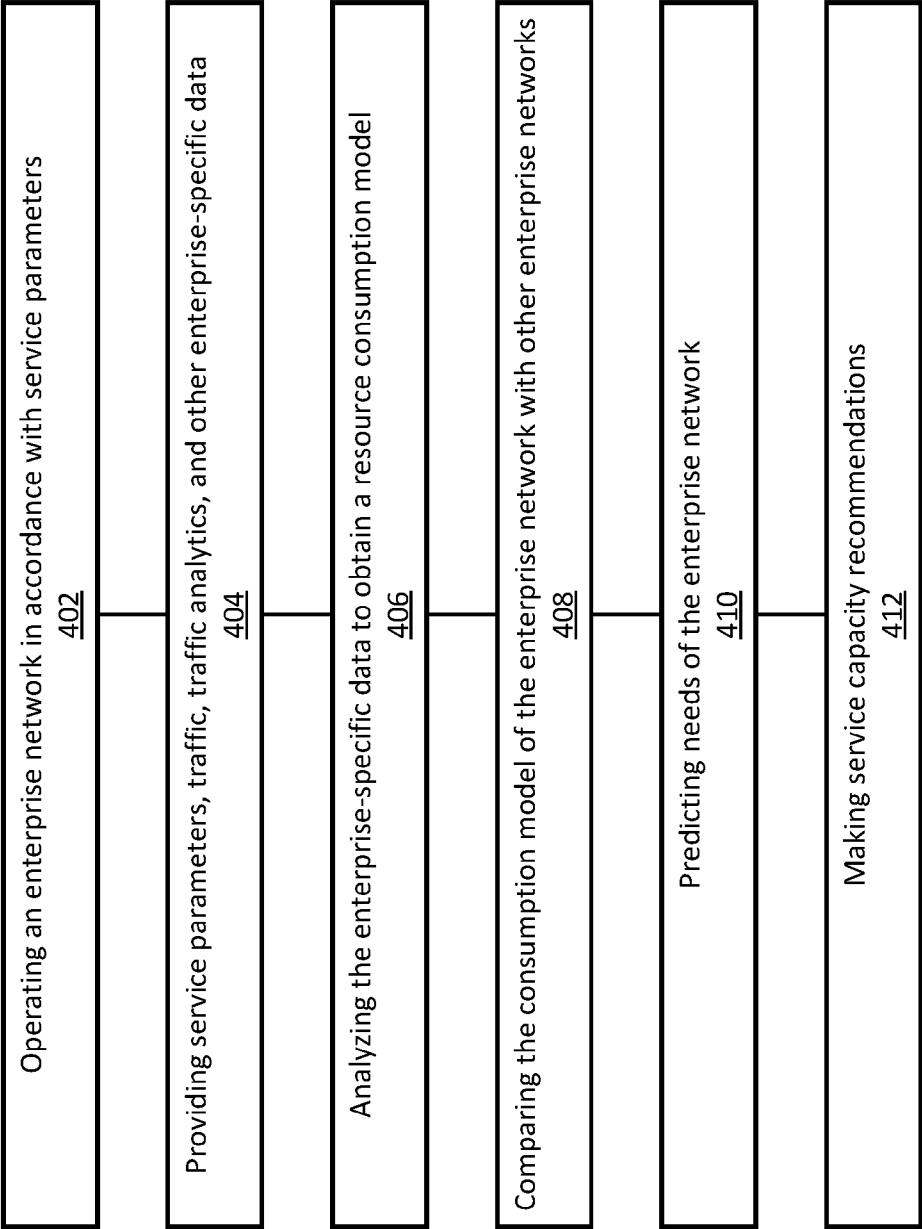 Operating an enterprise network in accordance with service parameters
402
Providing service parameters, traffic, traffic analytics, and other enterprise-specific data
404
Analyzing the enterprise-specific data to obtain a resource consumption model
406
Comparing the consumption model of the enterprise network with other enterprise networks
408
Predicting needs of the enterprise network
410
Making service capacity recommendations
412